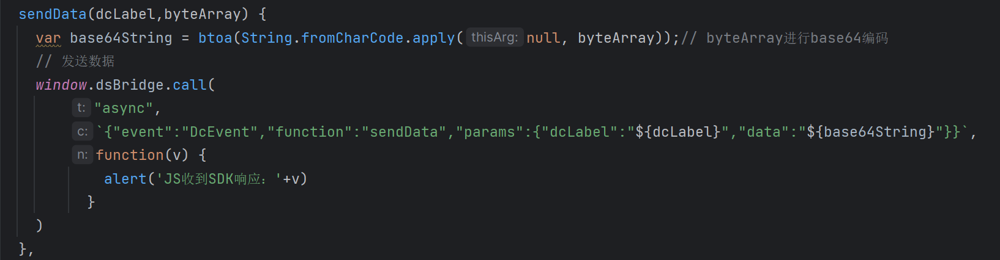 sendData(dcLabel,byteArray) {
var base64String = btoa(String.fromCharCode.apply( thisArg: null, byteArray));// byteArray进行base64编码
// 发送数据
window.dsBridge.call(
t: "async",
c: `{"event":"DcEvent","function":"sendData","params":{"dcLabel":"${dcLabel}","data":"${base64String}"}}`,
n: function(v) {
alert('JS收到SDK响应：'+v)
}
)
},